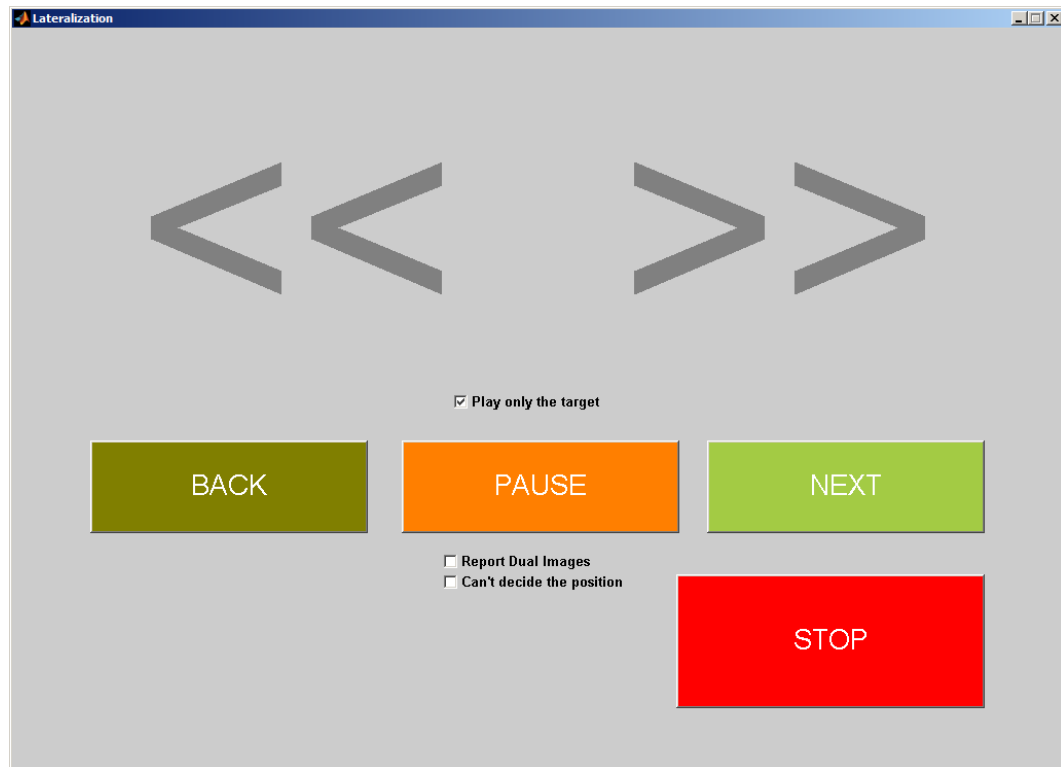 Lateralization
<< >>
Play only the target
BACK PAUSE NEXT
Report Dual Images
Can't decide the position
STOP